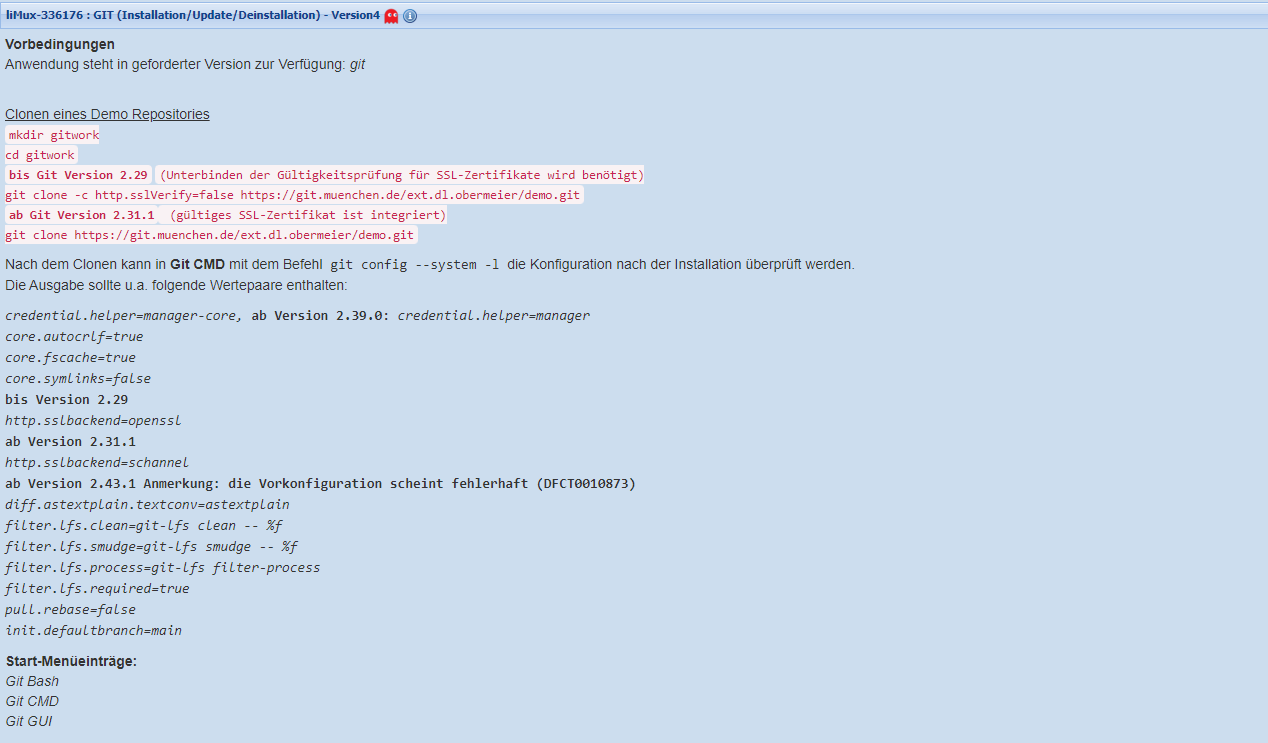 liMux-336176 : GIT (Installation/Update/Deinstallation) - Version4
Vorbedingungen
Anwendung steht in geforderter Version zur Verfügung: git
Clonen eines Demo Repositories
mkdir gitwork
cd gitwork
bis Git Version 2.29 (Unterbinden der Gültigkeitsprüfung für SSL-Zertifikate wird benötigt)
git clone -c http.sslVerify=false https://git.muenchen.de/ext.dl.obermeier/demo.git
ab Git Version 2.31.1 (gültiges SSL-Zertifikat ist integriert)
git clone https://git.muenchen.de/ext.dl.obermeier/demo.git
Nach dem Clonen kann in Git CMD mit dem Befehl git config --system -l die Konfiguration nach der Installation überprüft werden.
Die Ausgabe sollte u.a. folgende Wertepaare enthalten:
credential.helper=manager-core, ab Version 2.39.0: credential.helper=manager
core.autocrlf=true
core.fscache=true
core.symlinks=false
bis Version 2.29
http.sslbackend=openssl
ab Version 2.31.1
http.sslbackend=schannel
ab Version 2.43.1 Anmerkung: die Vorkonfiguration scheint fehlerhaft (DFCT0010873)
diff.astextplain.textconv=astextplain
filter.lfs.clean=git-lfs clean -- %f
filter.lfs.smudge=git-lfs smudge -- %f
filter.lfs.process=git-lfs filter-process
filter.lfs.required=true
pull.rebase=false
init.defaultbranch=main
Start-Menüeinträge:
Git Bash
Git CMD
Git GUI